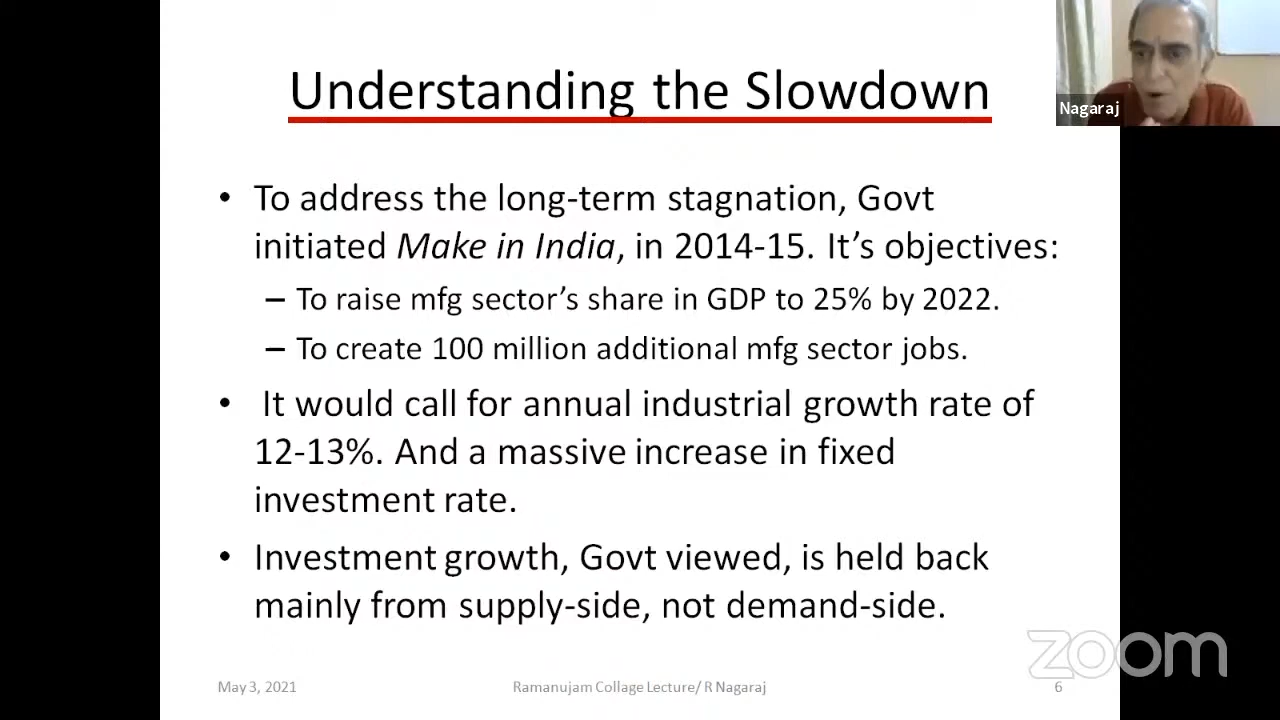 Understanding the Slowdown
Nagaraj
• To address the long-term stagnation, Govt
initiated Make in India, in 2014-15. It's objectives:
– To raise mfg sector's share in GDP to 25% by 2022.
– To create 100 million additional mfg sector jobs.
• It would call for annual industrial growth rate of
12-13%. And a massive increase in fixed
investment rate.
• Investment growth, Govt viewed, is held back
mainly from supply-side, not demand-side.
zoom
May 3, 2021
Ramanujam Collage Lecture/ R Nagaraj
6